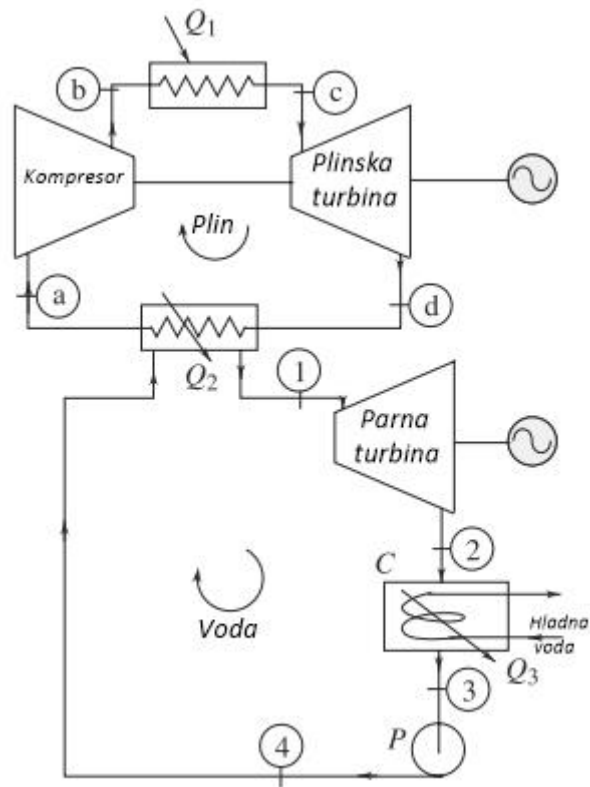 Q1
b
c
Kompresor
Plinska
turbina
Plin
a
d
Q2
1
Parna
turbina
2
C
Voda
Hladna
voda
Q3
3
P
4